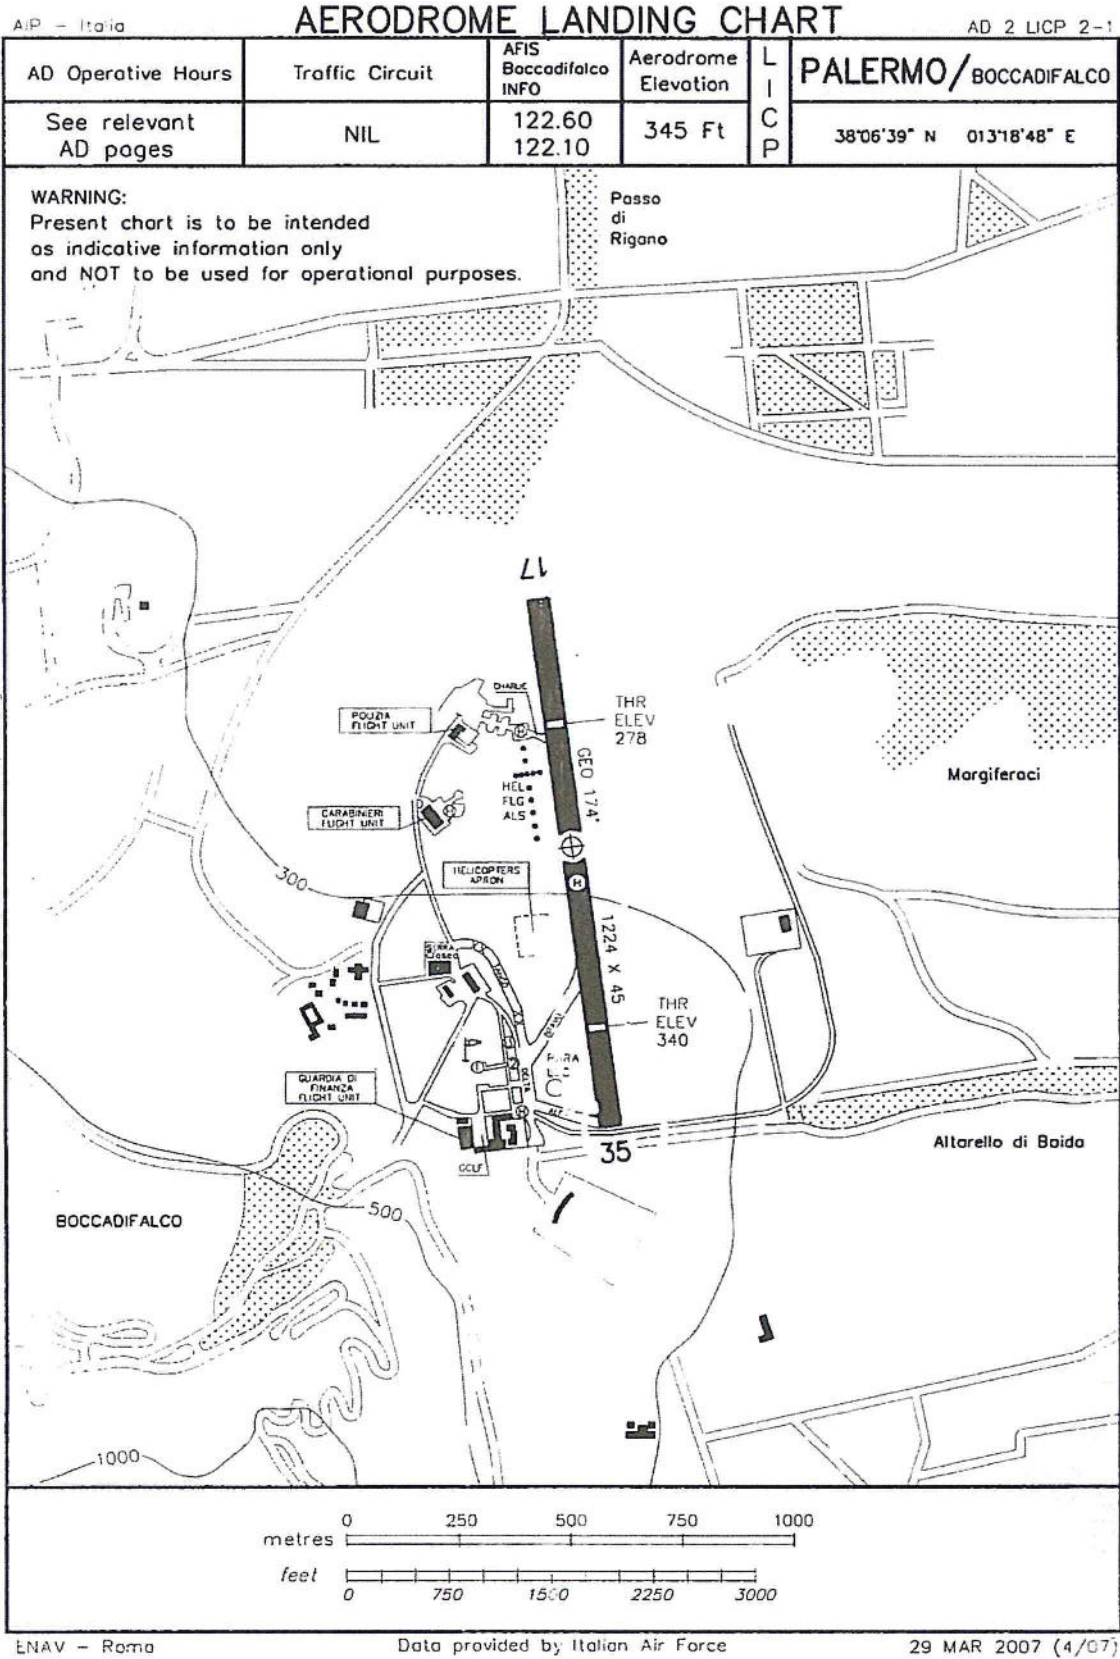 AIP - Italia
AERODROME LANDING CHART
AD 2 LICP 2-1
AD Operative Hours
Traffic Circuit
AFIS
Boccadifalco
INFO
Aerodrome
Elevation
LICP
PALERMO/BOCCADIFALCO
See relevant
AD pages
NIL
122.60
122.10
345 Ft
38°06'39" N 013°18'48" E
WARNING:
Present chart is to be intended
as indicative information only
and NOT to be used for operational purposes.
Passo
di
Rigano
17
CHARLIE
POLIZIA
FLIGHT UNIT
THR
ELEV
278
GEO 174°
Margiferaci
HEL
FLG
ALS
CARABINIERI
FLIGHT UNIT
HELICOPTERS
APRON
300
H
1224 X 45
THR
ELEV
340
GUARDIA DI
FINANZA
FLIGHT UNIT
DELTA
C
35
GOLF
Altarello di Baida
BOCCADIFALCO
500
1000
0 250 500 750 1000
metres
feet
0 750 1500 2250 3000
ENAV - Roma
Data provided by Italian Air Force
29 MAR 2007 (4/07)